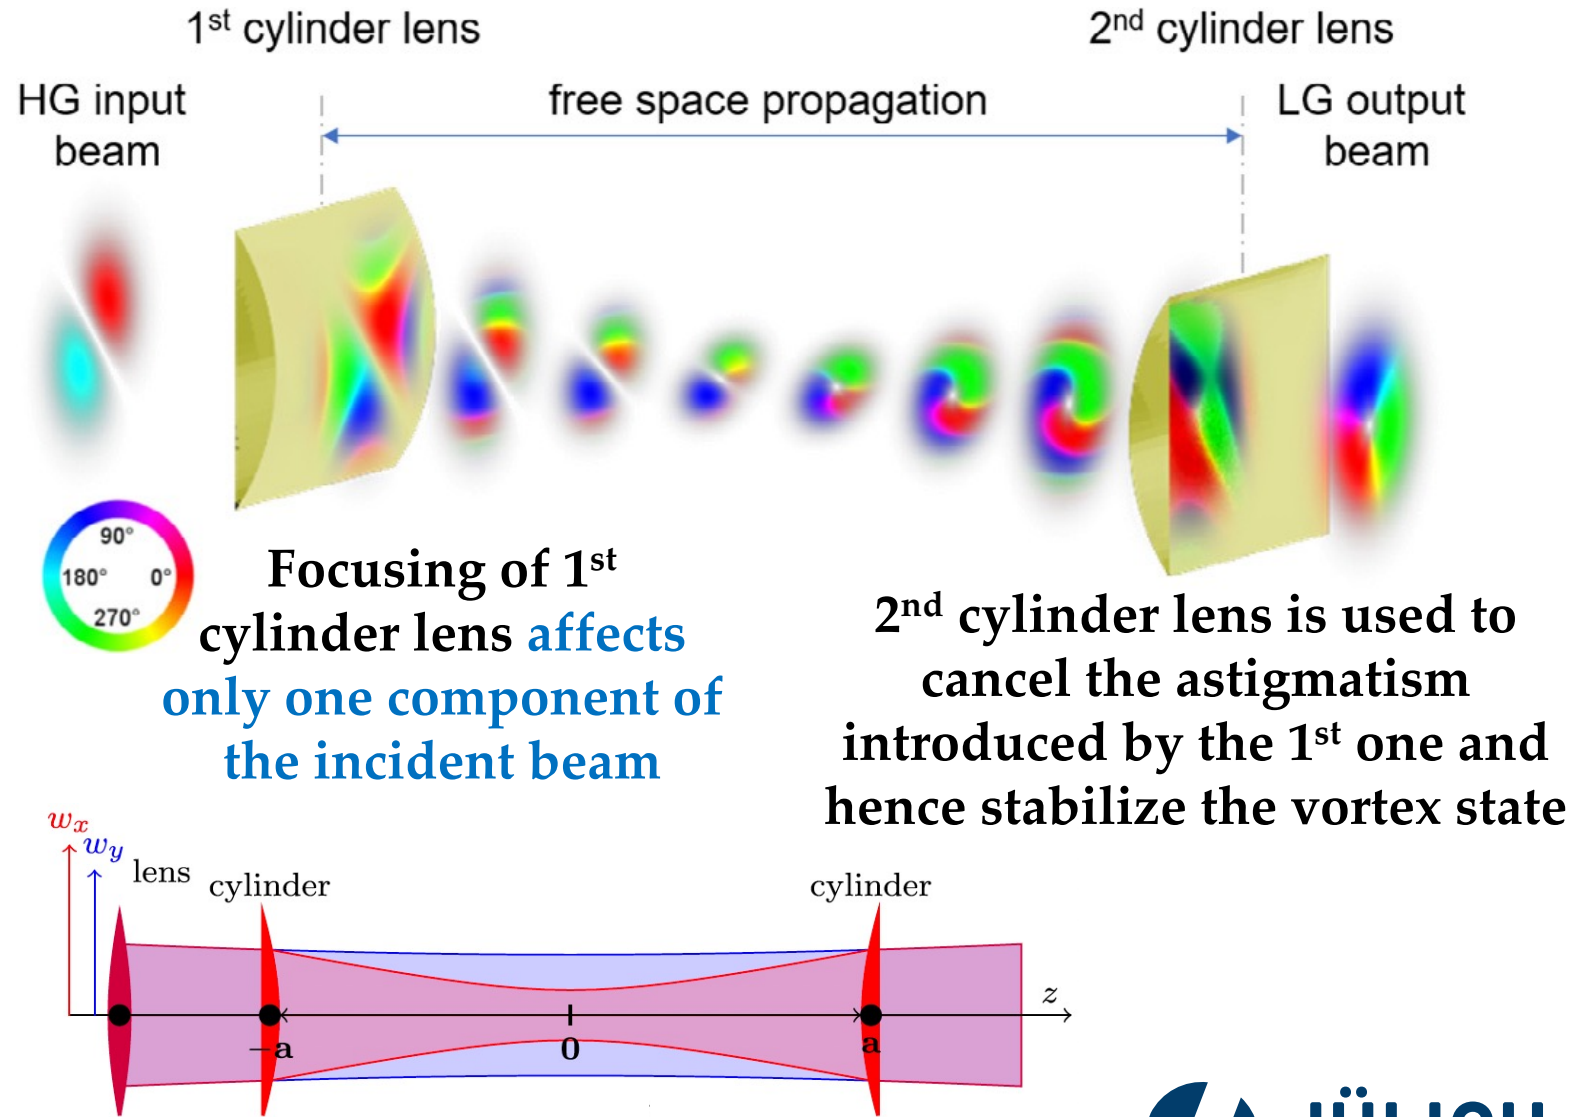 1st cylinder lens
2nd cylinder lens
HG input
beam
free space propagation
LG output
beam
90°
180° 0°
270°
Focusing of 1st
cylinder lens affects
only one component of
the incident beam
2nd cylinder lens is used to
cancel the astigmatism
introduced by the 1st one and
hence stabilize the vortex state
wx
wy
lens
cylinder
cylinder
z
−a
0
a
JÜLICH